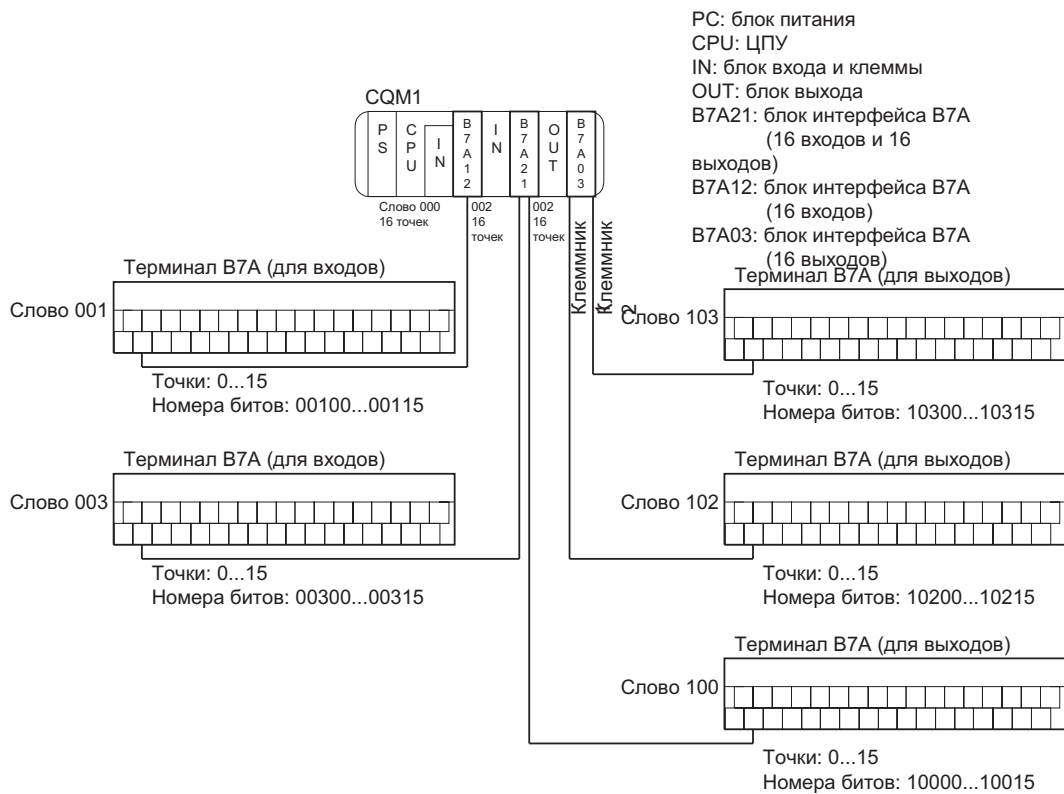 PC: блок питания
CPU: ЦПУ
IN: блок входа и клеммы
OUT: блок выхода
B7A21: блок интерфейса B7A
(16 входов и 16
выходов)
B7A12: блок интерфейса B7A
(16 входов)
B7A03: блок интерфейса B7A
(16 выходов)
CQM1
PS
CPU
IN
B7A12
IN
B7A21
OUT
B7A03
Слово 000
16 точек
002
16
точек
002
16
точек
Клеммник
1
Клеммник
2
Терминал B7A (для входов)
Слово 001
Точки: 0...15
Номера битов: 00100...00115
Терминал B7A (для выходов)
Слово 103
Точки: 0...15
Номера битов: 10300...10315
Терминал B7A (для входов)
Слово 003
Точки: 0...15
Номера битов: 00300...00315
Терминал B7A (для выходов)
Слово 102
Точки: 0...15
Номера битов: 10200...10215
Терминал B7A (для выходов)
Слово 100
Точки: 0...15
Номера битов: 10000...10015